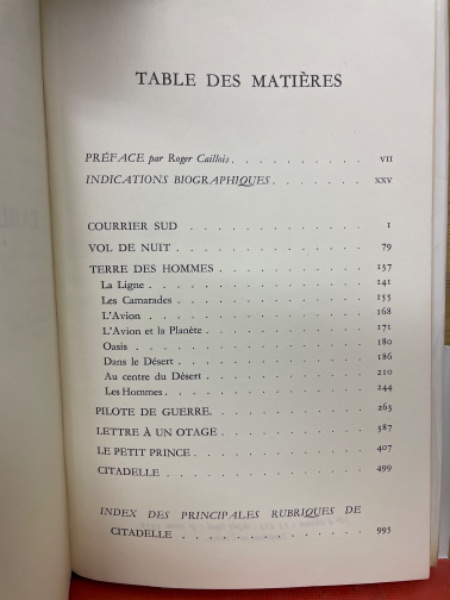 TABLE DES MATIÈRES
PRÉFACE par Roger Caillois. . . . . . . . . . . VII
INDICATIONS BIOGRAPHIQUES. . . . . . . XXV
COURRIER SUD . . . . . . . . . . . . . 1
VOL DE NUIT . . . . . . . . . . . . . 79
TERRE DES HOMMES . . . . . . . . . . . 137
La Ligne . . . . . . . . . . . . . . 141
Les Camarades . . . . . . . . . . . . 155
L'Avion . . . . . . . . . . . . . . 168
L'Avion et la Planète . . . . . . . . . . 171
Oasis . . . . . . . . . . . . . . 180
Dans le Désert . . . . . . . . . . . . 186
Au centre du Désert . . . . . . . . . . 210
Les Hommes . . . . . . . . . . . . . 244
PILOTE DE GUERRE. . . . . . . . . . . . 263
LETTRE À UN OTAGE . . . . . . . . . . . 387
LE PETIT PRINCE . . . . . . . . . . . . 407
CITADELLE . . . . . . . . . . . . . . 499
INDEX DES PRINCIPALES RUBRIQUES DE
CITADELLE . . . . . . . . . . . . . 995